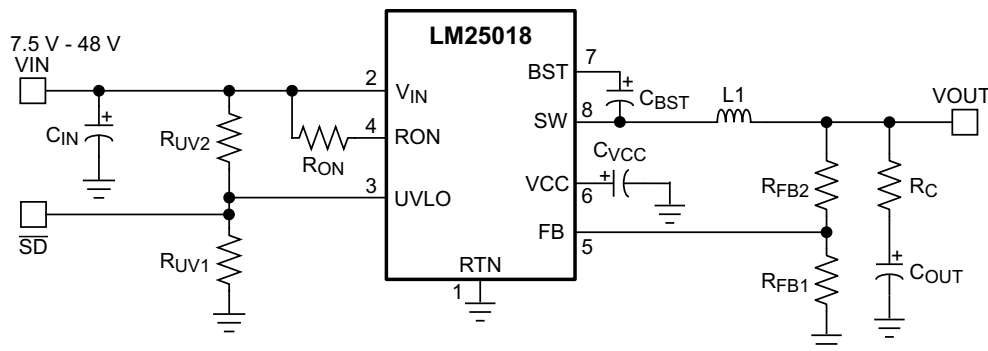 7.5 V - 48 V
VIN
LM25018
7
BST
2
VIN
CBST
L1
VOUT
8
SW
CIN
RUV2
4
RON
RON
CVCC
3
UVLO
VCC
6
RFB2
RC
SD
FB
5
RUV1
RTN
1
RFB1
COUT